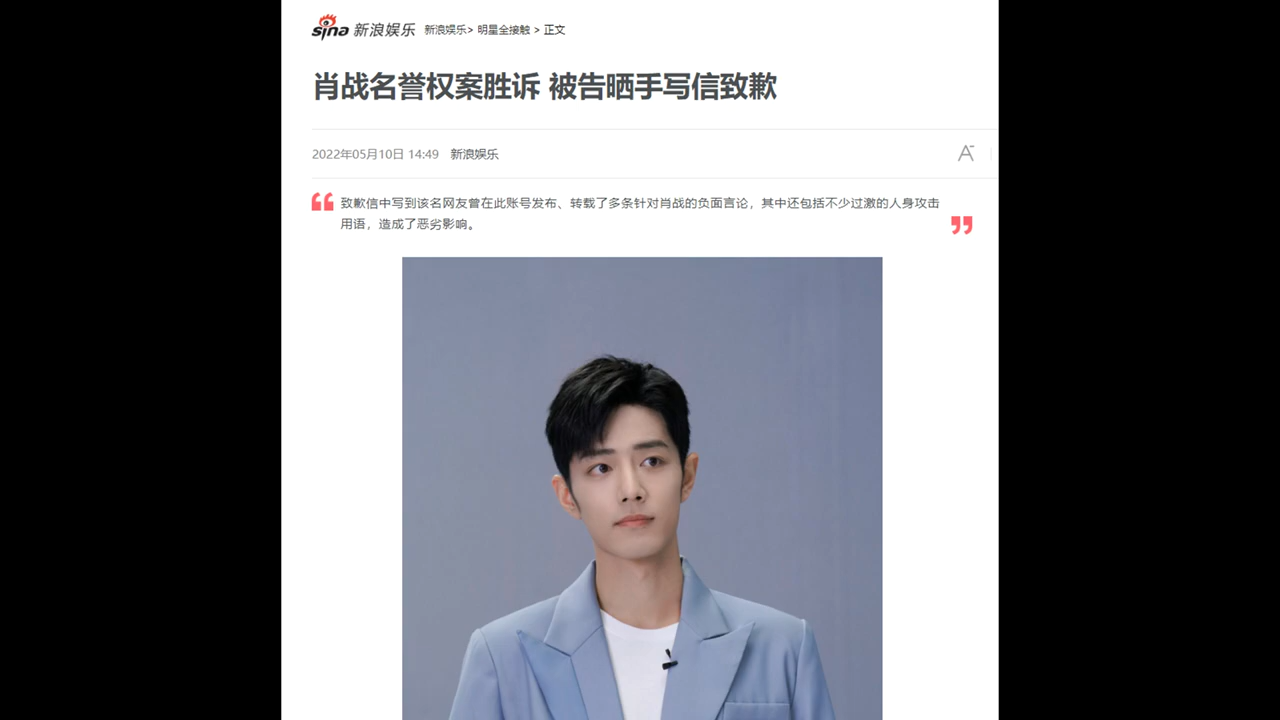 sina 新浪娱乐 新浪娱乐> 明星全接触 > 正文
肖战名誉权案胜诉 被告晒手写信致歉
2022年05月10日 14:49 新浪娱乐 A-
“致歉信中写到该名网友曾在此账号发布、转载了多条针对肖战的负面言论，其中还包括不少过激的人身攻击
用语，造成了恶劣影响。”